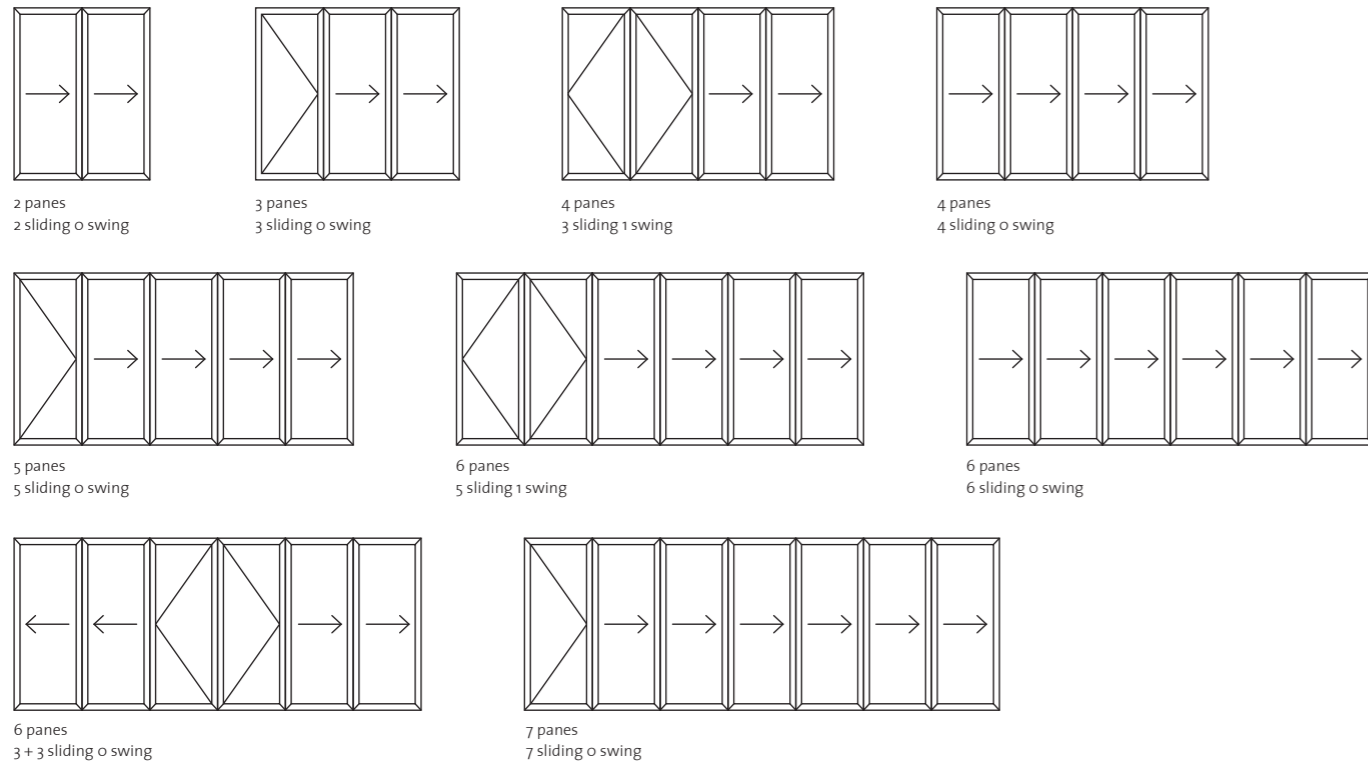 2 panes
2 sliding 0 swing
3 panes
3 sliding 0 swing
4 panes
3 sliding 1 swing
4 panes
4 sliding 0 swing
5 panes
5 sliding 0 swing
6 panes
5 sliding 1 swing
6 panes
6 sliding 0 swing
6 panes
3 + 3 sliding 0 swing
7 panes
7 sliding 0 swing